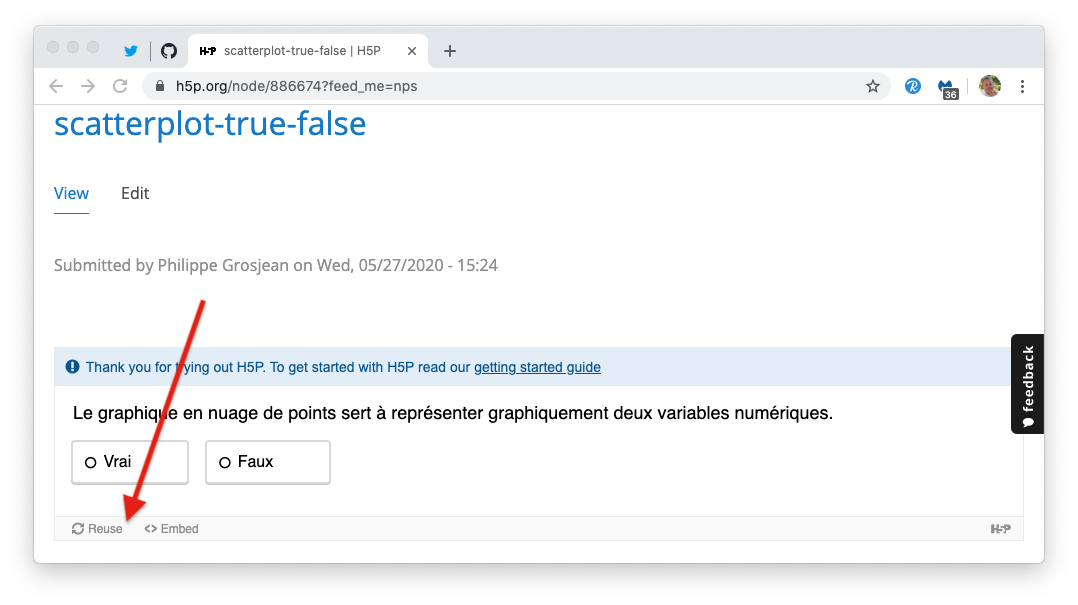 H-P scatterplot-true-false | H5P
h5p.org/node/886674?feed_me=nps
R
36
scatterplot-true-false
View Edit
Submitted by Philippe Grosjean on Wed, 05/27/2020 - 15:24
feedback
Thank you for trying out H5P. To get started with H5P read our getting started guide
Le graphique en nuage de points sert à représenter graphiquement deux variables numériques.
Vrai Faux
Reuse <> Embed H5P